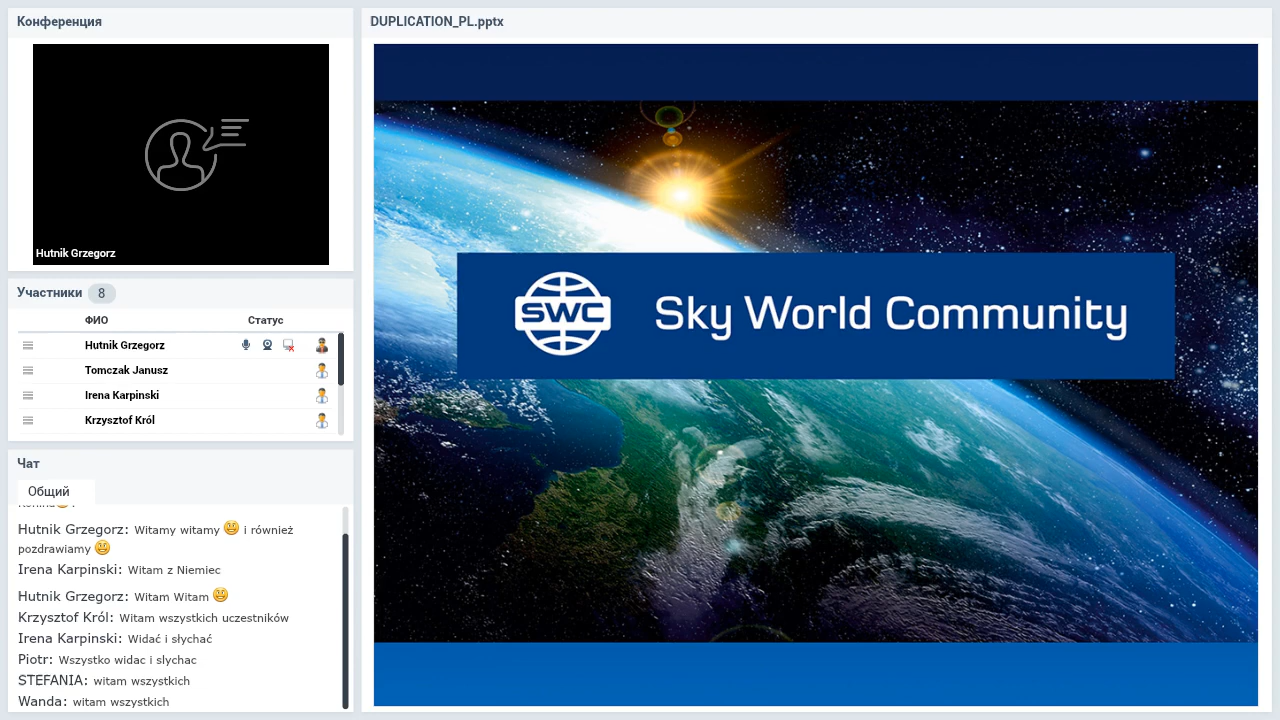 Конференция
Hutnik Grzegorz
Участники 8
ФИО Статус
Hutnik Grzegorz
Tomczak Janusz
Irena Karpinski
Krzysztof Król
Чат
Общий
Hutnik Grzegorz: Witamy witamy i również
pozdrawiamy
Irena Karpinski: Witam z Niemiec
Hutnik Grzegorz: Witam Witam
Krzysztof Król: Witam wszystkich uczestników
Irena Karpinski: Widać i słychać
Piotr: Wszystko widac i slychac
STEFANIA: witam wszystkich
Wanda: witam wszystkich
DUPLICATION_PL.pptx
SWC Sky World Community